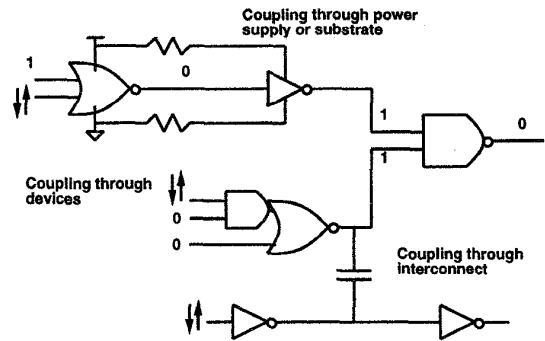 Coupling through power
supply or substrate
1
0
1
0
1
Coupling through
devices
0
0
Coupling through
interconnect